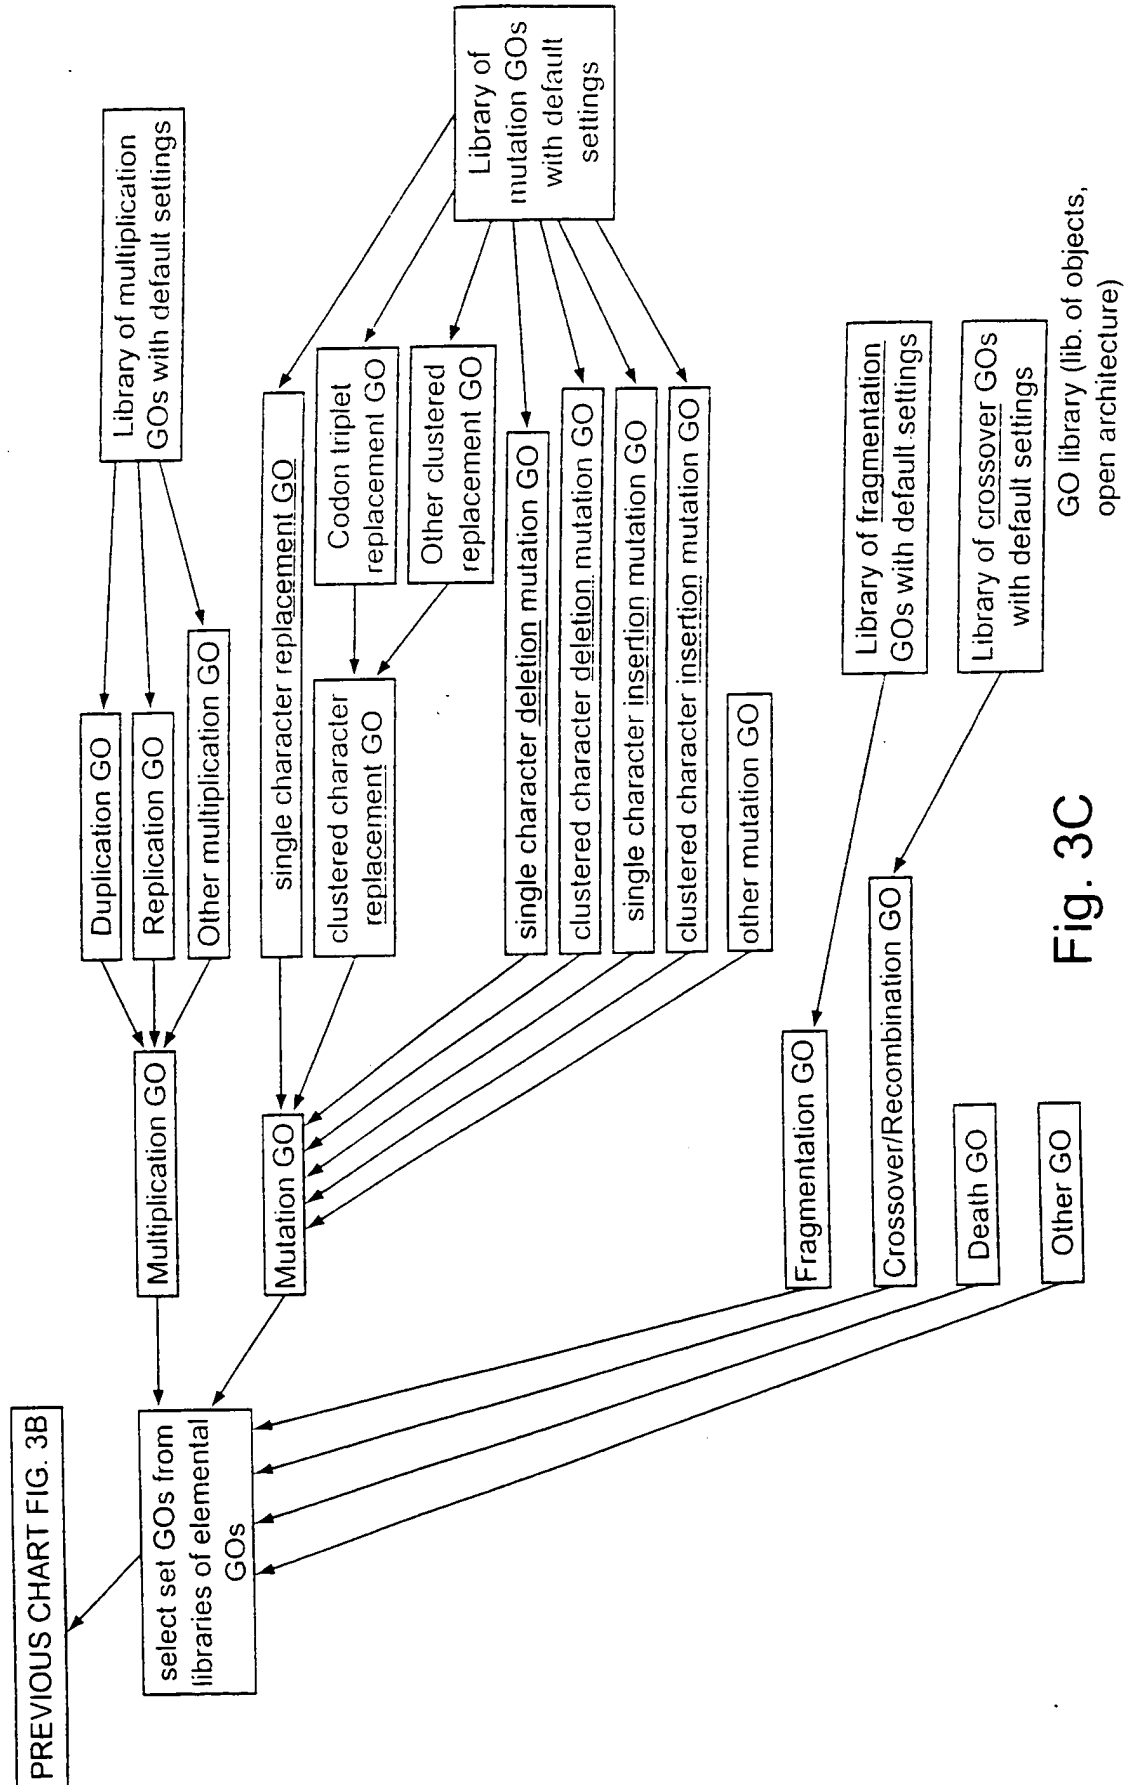 PREVIOUS CHART FIG. 3B
select set GOs from
libraries of elemental
GOs
Multiplication GO
Mutation GO
Fragmentation GO
Crossover/Recombination GO
Death GO
Other GO
Duplication GO
Replication GO
Other multiplication GO
single character replacement GO
clustered character
replacement GO
single character deletion mutation GO
clustered character deletion mutation GO
single character insertion mutation GO
clustered character insertion mutation GO
other mutation GO
Codon triplet
replacement GO
Other clustered
replacement GO
Library of multiplication
GOs with default settings
Library of
mutation GOs
with default
settings
Library of fragmentation
GOs with default settings
Library of crossover GOs
with default settings
GO library (lib. of objects,
open architecture)
Fig. 3C